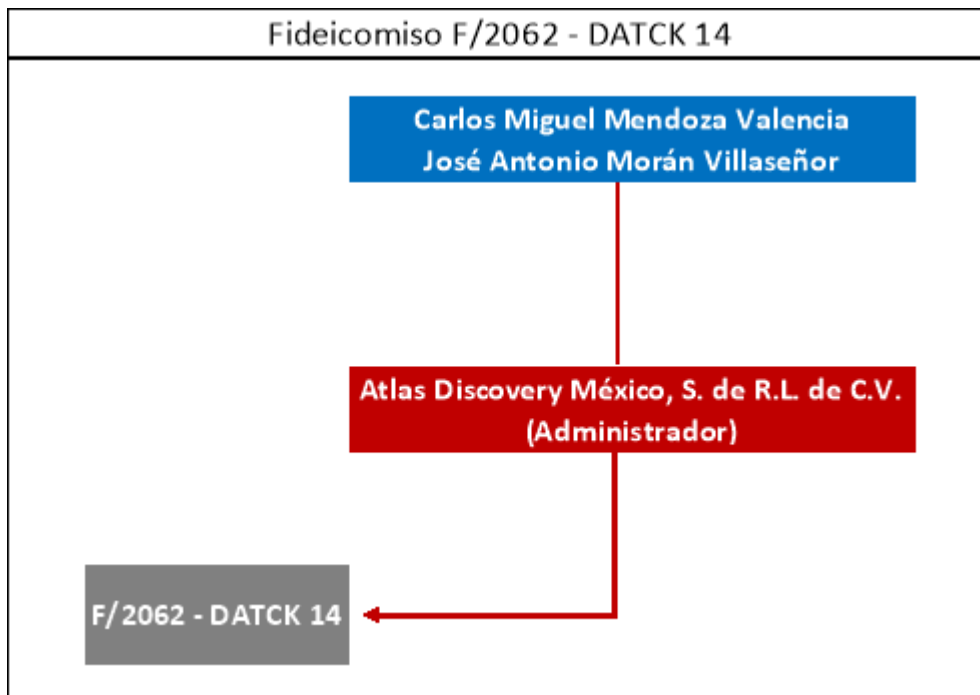 Fideicomiso F/2062 - DATCK 14
Carlos Miguel Mendoza Valencia
José Antonio Morán Villaseñor
Atlas Discovery México, S. de R.L. de C.V.
(Administrador)
F/2062 - DATCK 14